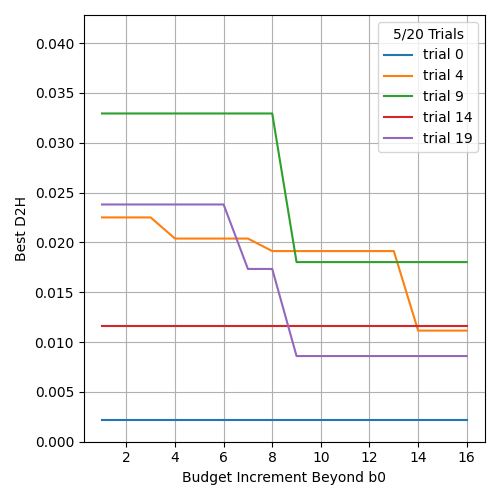 5/20 Trials
trial 0
trial 4
trial 9
trial 14
trial 19
0.040
0.035
0.030
0.025
0.020
0.015
0.010
0.005
0.000
Best D2H
2 4 6 8 10 12 14 16
Budget Increment Beyond b0